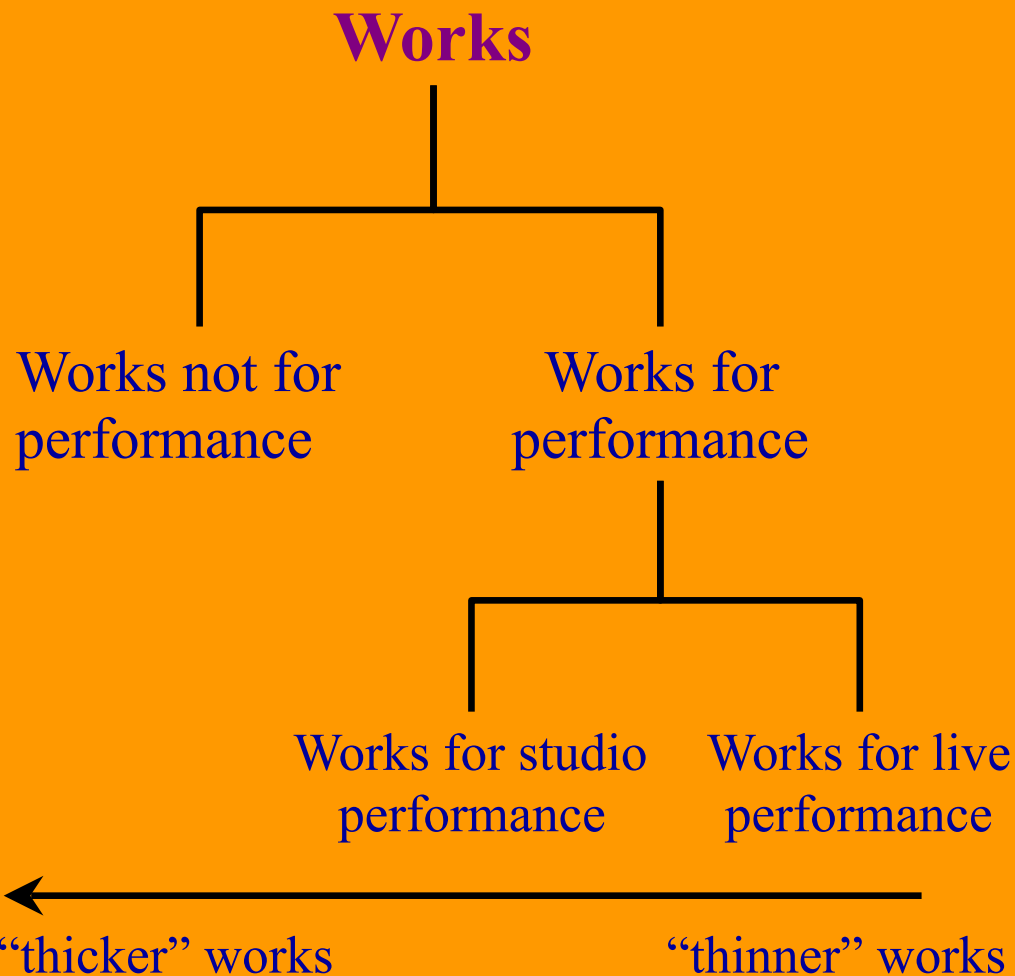 Works
Works not for
performance
Works for
performance
Works for studio
performance
Works for live
performance
“thicker” works
“thinner” works